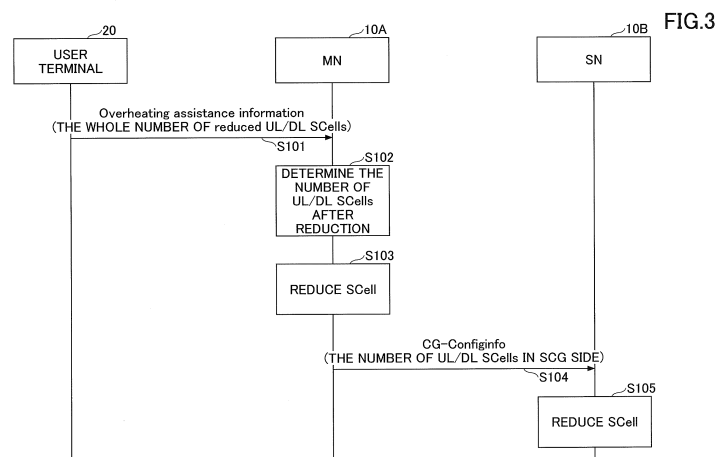 FIG.3
20
USER
TERMINAL
10A
MN
10B
SN
Overheating assistance information
(THE WHOLE NUMBER OF reduced UL/DL SCells)
S101
S102
DETERMINE THE
NUMBER OF
UL/DL SCells
AFTER
REDUCTION
S103
REDUCE SCell
CG-Configinfo
(THE NUMBER OF UL/DL SCells IN SCG SIDE)
S104
S105
REDUCE SCell